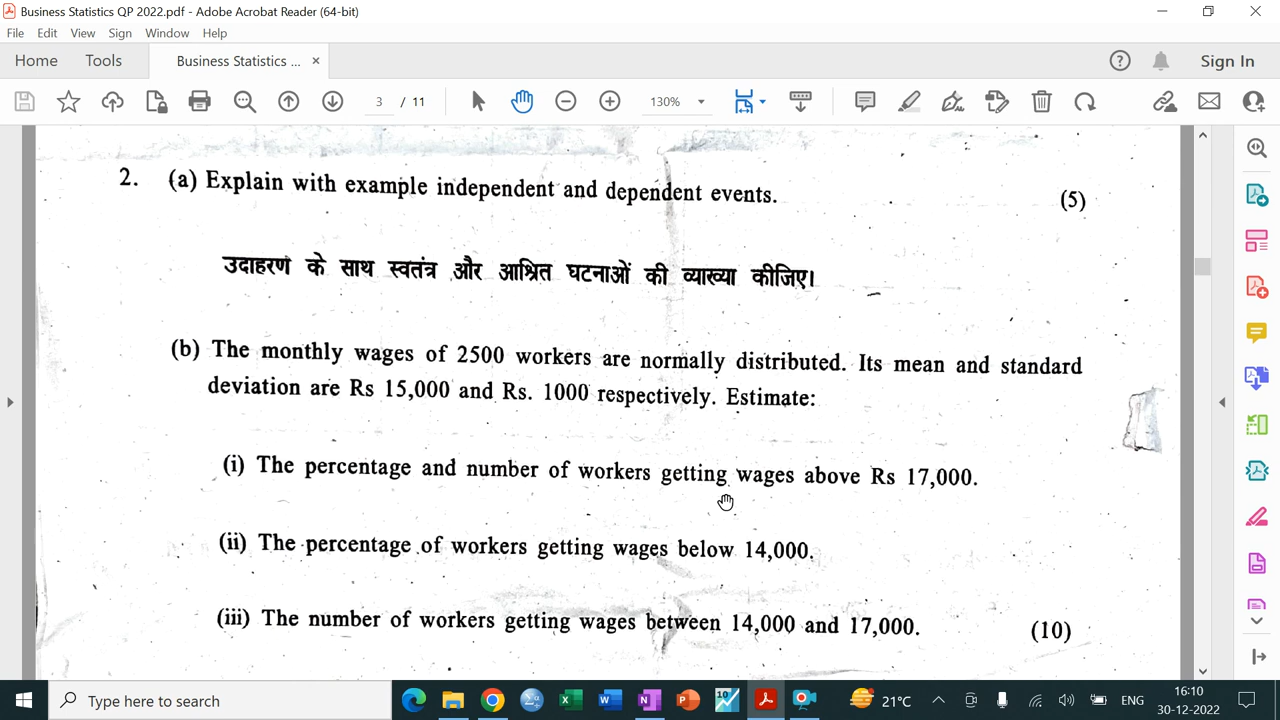 Business Statistics QP 2022.pdf - Adobe Acrobat Reader (64-bit)
File Edit View Sign Window Help
Home Tools Business Statistics ... × Sign In
3 / 11 130%
2. (a) Explain with example independent and dependent events. (5)
उदाहरण के साथ स्वतंत्र और आश्रित घटनाओं की व्याख्या कीजिए।
(b) The monthly wages of 2500 workers are normally distributed. Its mean and standard
deviation are Rs 15,000 and Rs. 1000 respectively. Estimate:
(i) The percentage and number of workers getting wages above Rs 17,000.
(ii) The percentage of workers getting wages below 14,000.
(iii) The number of workers getting wages between 14,000 and 17,000. (10)
Type here to search 21°C ENG 16:10
30-12-2022